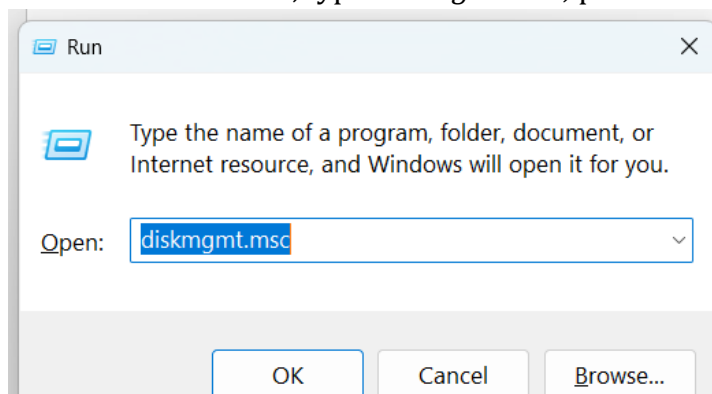 Run
Type the name of a program, folder, document, or
Internet resource, and Windows will open it for you.
Open:
diskmgmt.msc
OK
Cancel
Browse...